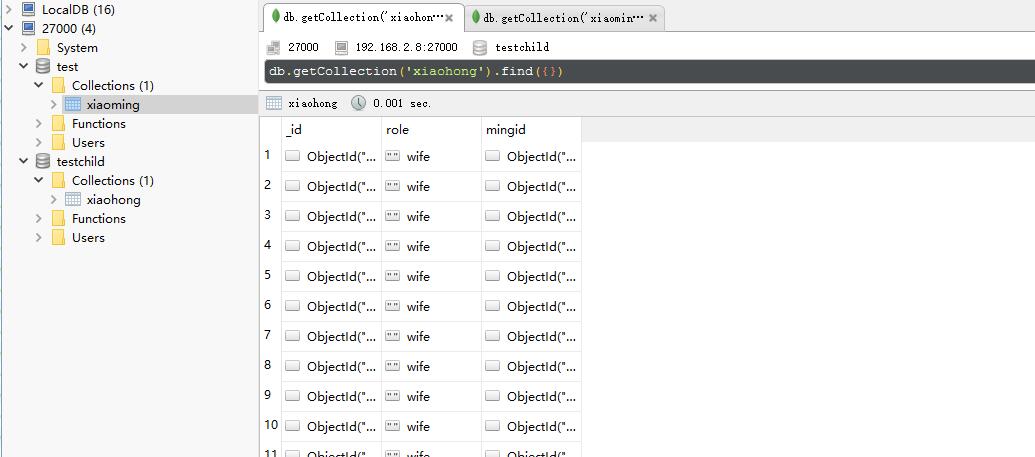 LocalDB (16)
27000 (4)
System
test
Collections (1)
xiaoming
Functions
Users
testchild
Collections (1)
xiaohong
Functions
Users
db.getCollection('xiaohon··· db.getCollection('xiaomin···
27000 192.168.2.8:27000 testchild
db.getCollection('xiaohong').find({})
xiaohong 0.001 sec.
_id role mingid
1 ObjectId("... "" wife ObjectId("...
2 ObjectId("... "" wife ObjectId("...
3 ObjectId("... "" wife ObjectId("...
4 ObjectId("... "" wife ObjectId("...
5 ObjectId("... "" wife ObjectId("...
6 ObjectId("... "" wife ObjectId("...
7 ObjectId("... "" wife ObjectId("...
8 ObjectId("... "" wife ObjectId("...
9 ObjectId("... "" wife ObjectId("...
10 ObjectId("... "" wife ObjectId("...
11 ObjectId("... "" wife ObjectId("...